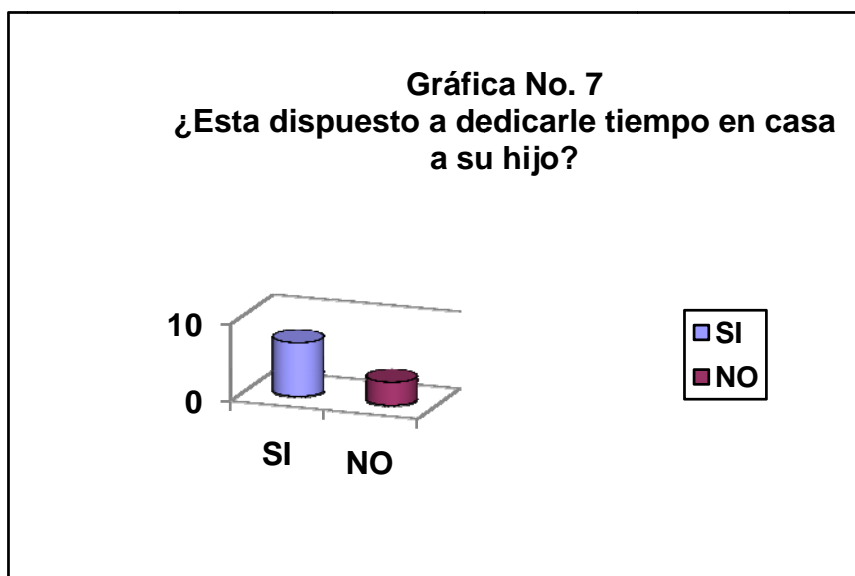 Gráfica No. 7
¿Esta dispuesto a dedicarle tiempo en casa
a su hijo?
10
0
SI
NO
SI
NO